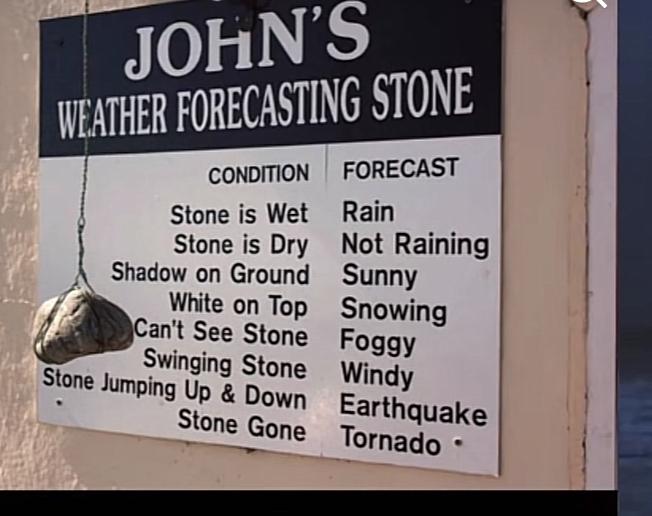 JOHN'S
WEATHER FORECASTING STONE
CONDITION FORECAST
Stone is Wet Rain
Stone is Dry Not Raining
Shadow on Ground Sunny
White on Top Snowing
Can't See Stone Foggy
Swinging Stone Windy
Stone Jumping Up & Down Earthquake
Stone Gone Tornado